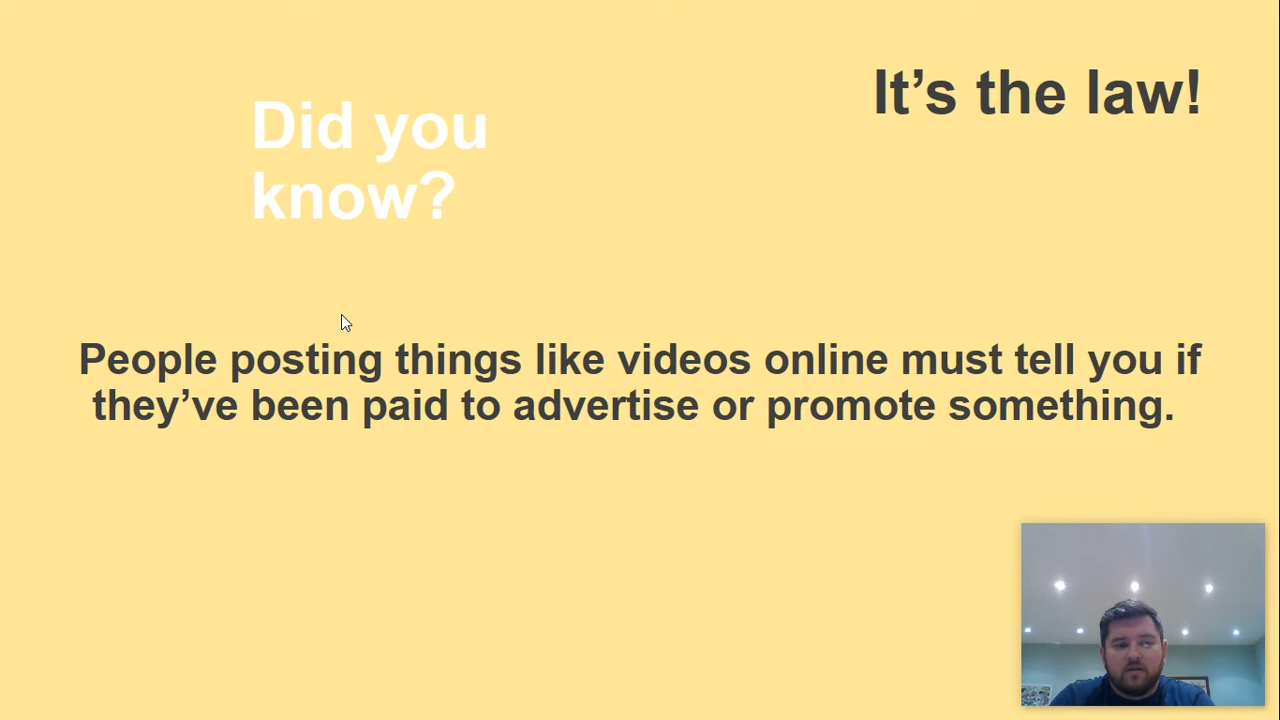 It’s the law!
Did you
know?
People posting things like videos online must tell you if
they’ve been paid to advertise or promote something.